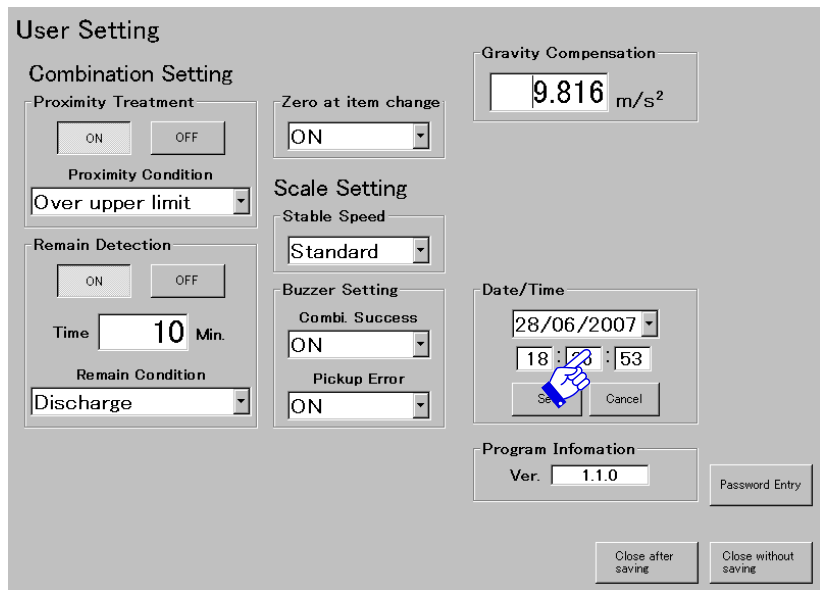 User Setting
Combination Setting
Proximity Treatment
ON OFF
Proximity Condition
Over upper limit
Remain Detection
ON OFF
Time 10 Min.
Remain Condition
Discharge
Zero at item change
ON
Scale Setting
Stable Speed
Standard
Buzzer Setting
Combi. Success
ON
Pickup Error
ON
Gravity Compensation
9.816 m/s²
Date/Time
28/06/2007
18 : : 53
Cancel
Program Infomation
Ver. 1.1.0
Password Entry
Close after
saving
Close without
saving